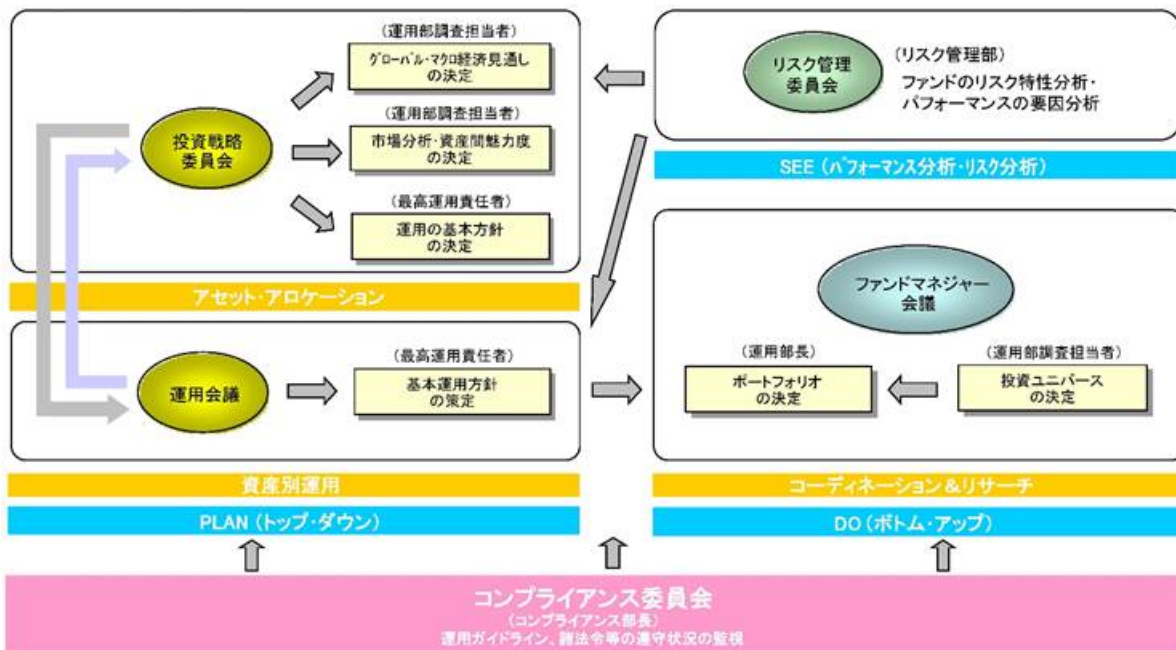 (運用部調査担当者)
グローバル・マクロ経済見通し
の決定
(運用部調査担当者)
市場分析・資産間魅力度
の決定
(最高運用責任者)
運用の基本方針
の決定
投資戦略
委員会
アセット・アロケーション
運用会議
(最高運用責任者)
基本運用方針
の策定
資産別運用
PLAN (トップ・ダウン)
リスク管理
委員会
(リスク管理部)
ファンドのリスク特性分析・
パフォーマンスの要因分析
SEE (パフォーマンス分析・リスク分析)
ファンドマネジャー
会議
(運用部長)
ポートフォリオ
の決定
(運用部調査担当者)
投資ユニバース
の決定
コーディネーション&リサーチ
DO (ボトム・アップ)
コンプライアンス委員会
(コンプライアンス部長)
運用ガイドライン、諸法令等の遵守状況の監視